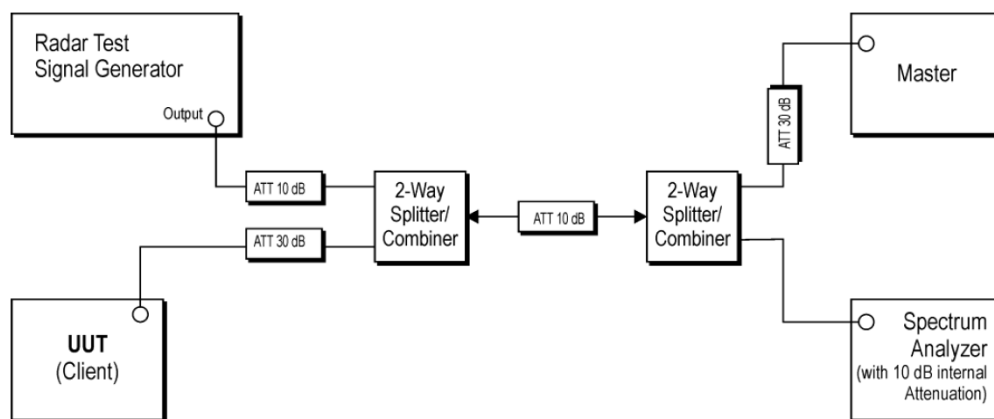 Radar Test
Signal Generator
Output
ATT 10 dB
ATT 30 dB
2-Way
Splitter/
Combiner
ATT 10 dB
2-Way
Splitter/
Combiner
ATT 30 dB
Master
UUT
(Client)
Spectrum
Analyzer
(with 10 dB internal
Attenuation)